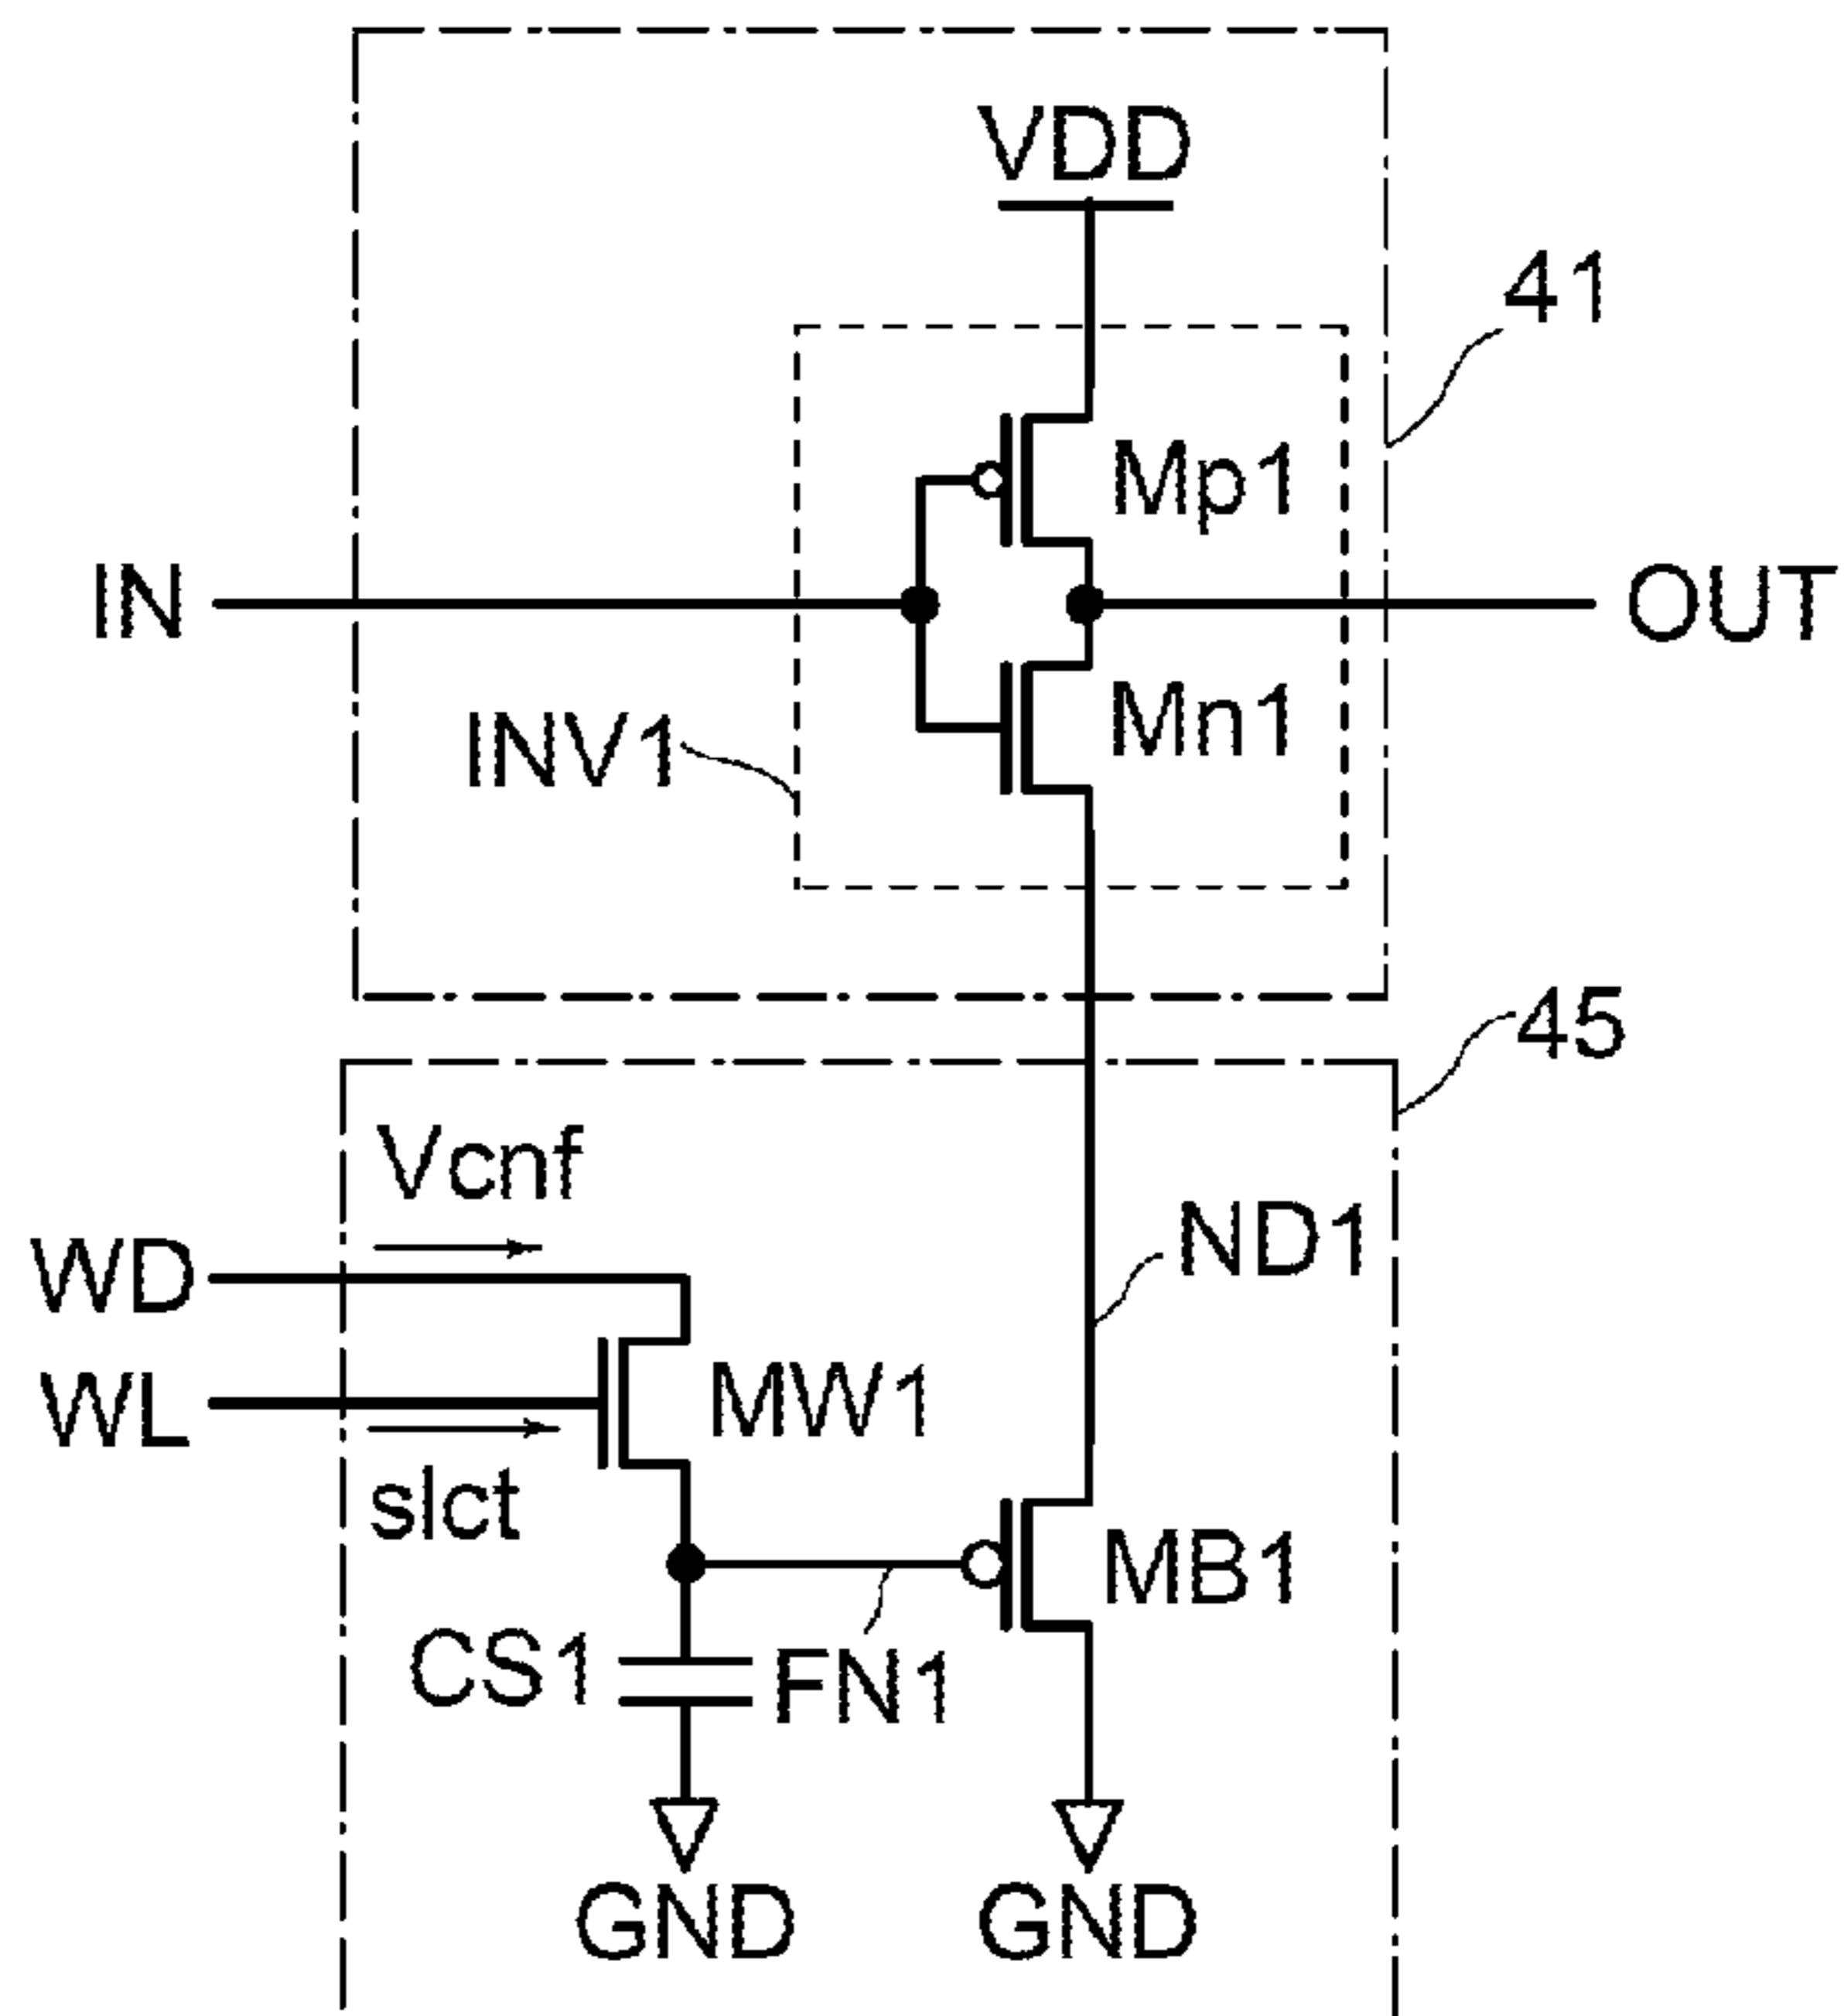 VDD
41
Mp1
IN
OUT
Mn1
INV1
45
Vcnf
ND1
WD
WL
MW1
slct
MB1
CS1
FN1
GND
GND